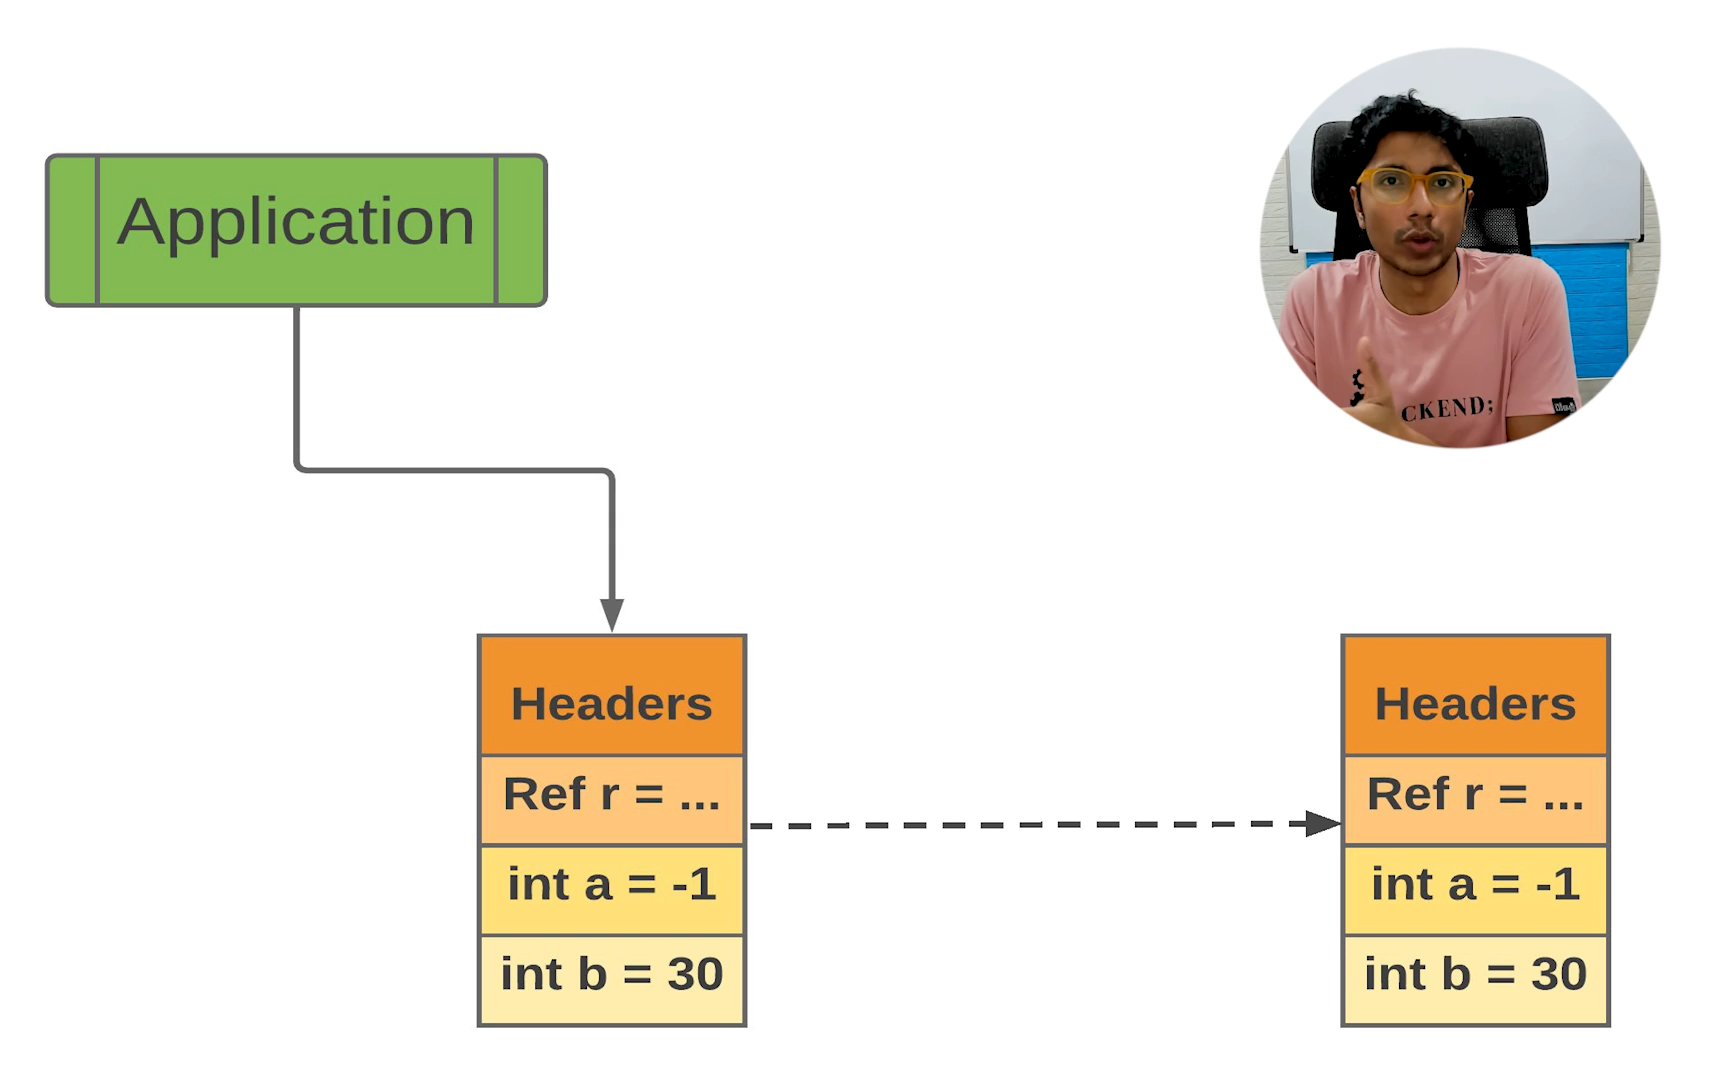 Application
CKEND;
Headers
Ref r = ...
int a = -1
int b = 30
Headers
Ref r = ...
int a = -1
int b = 30